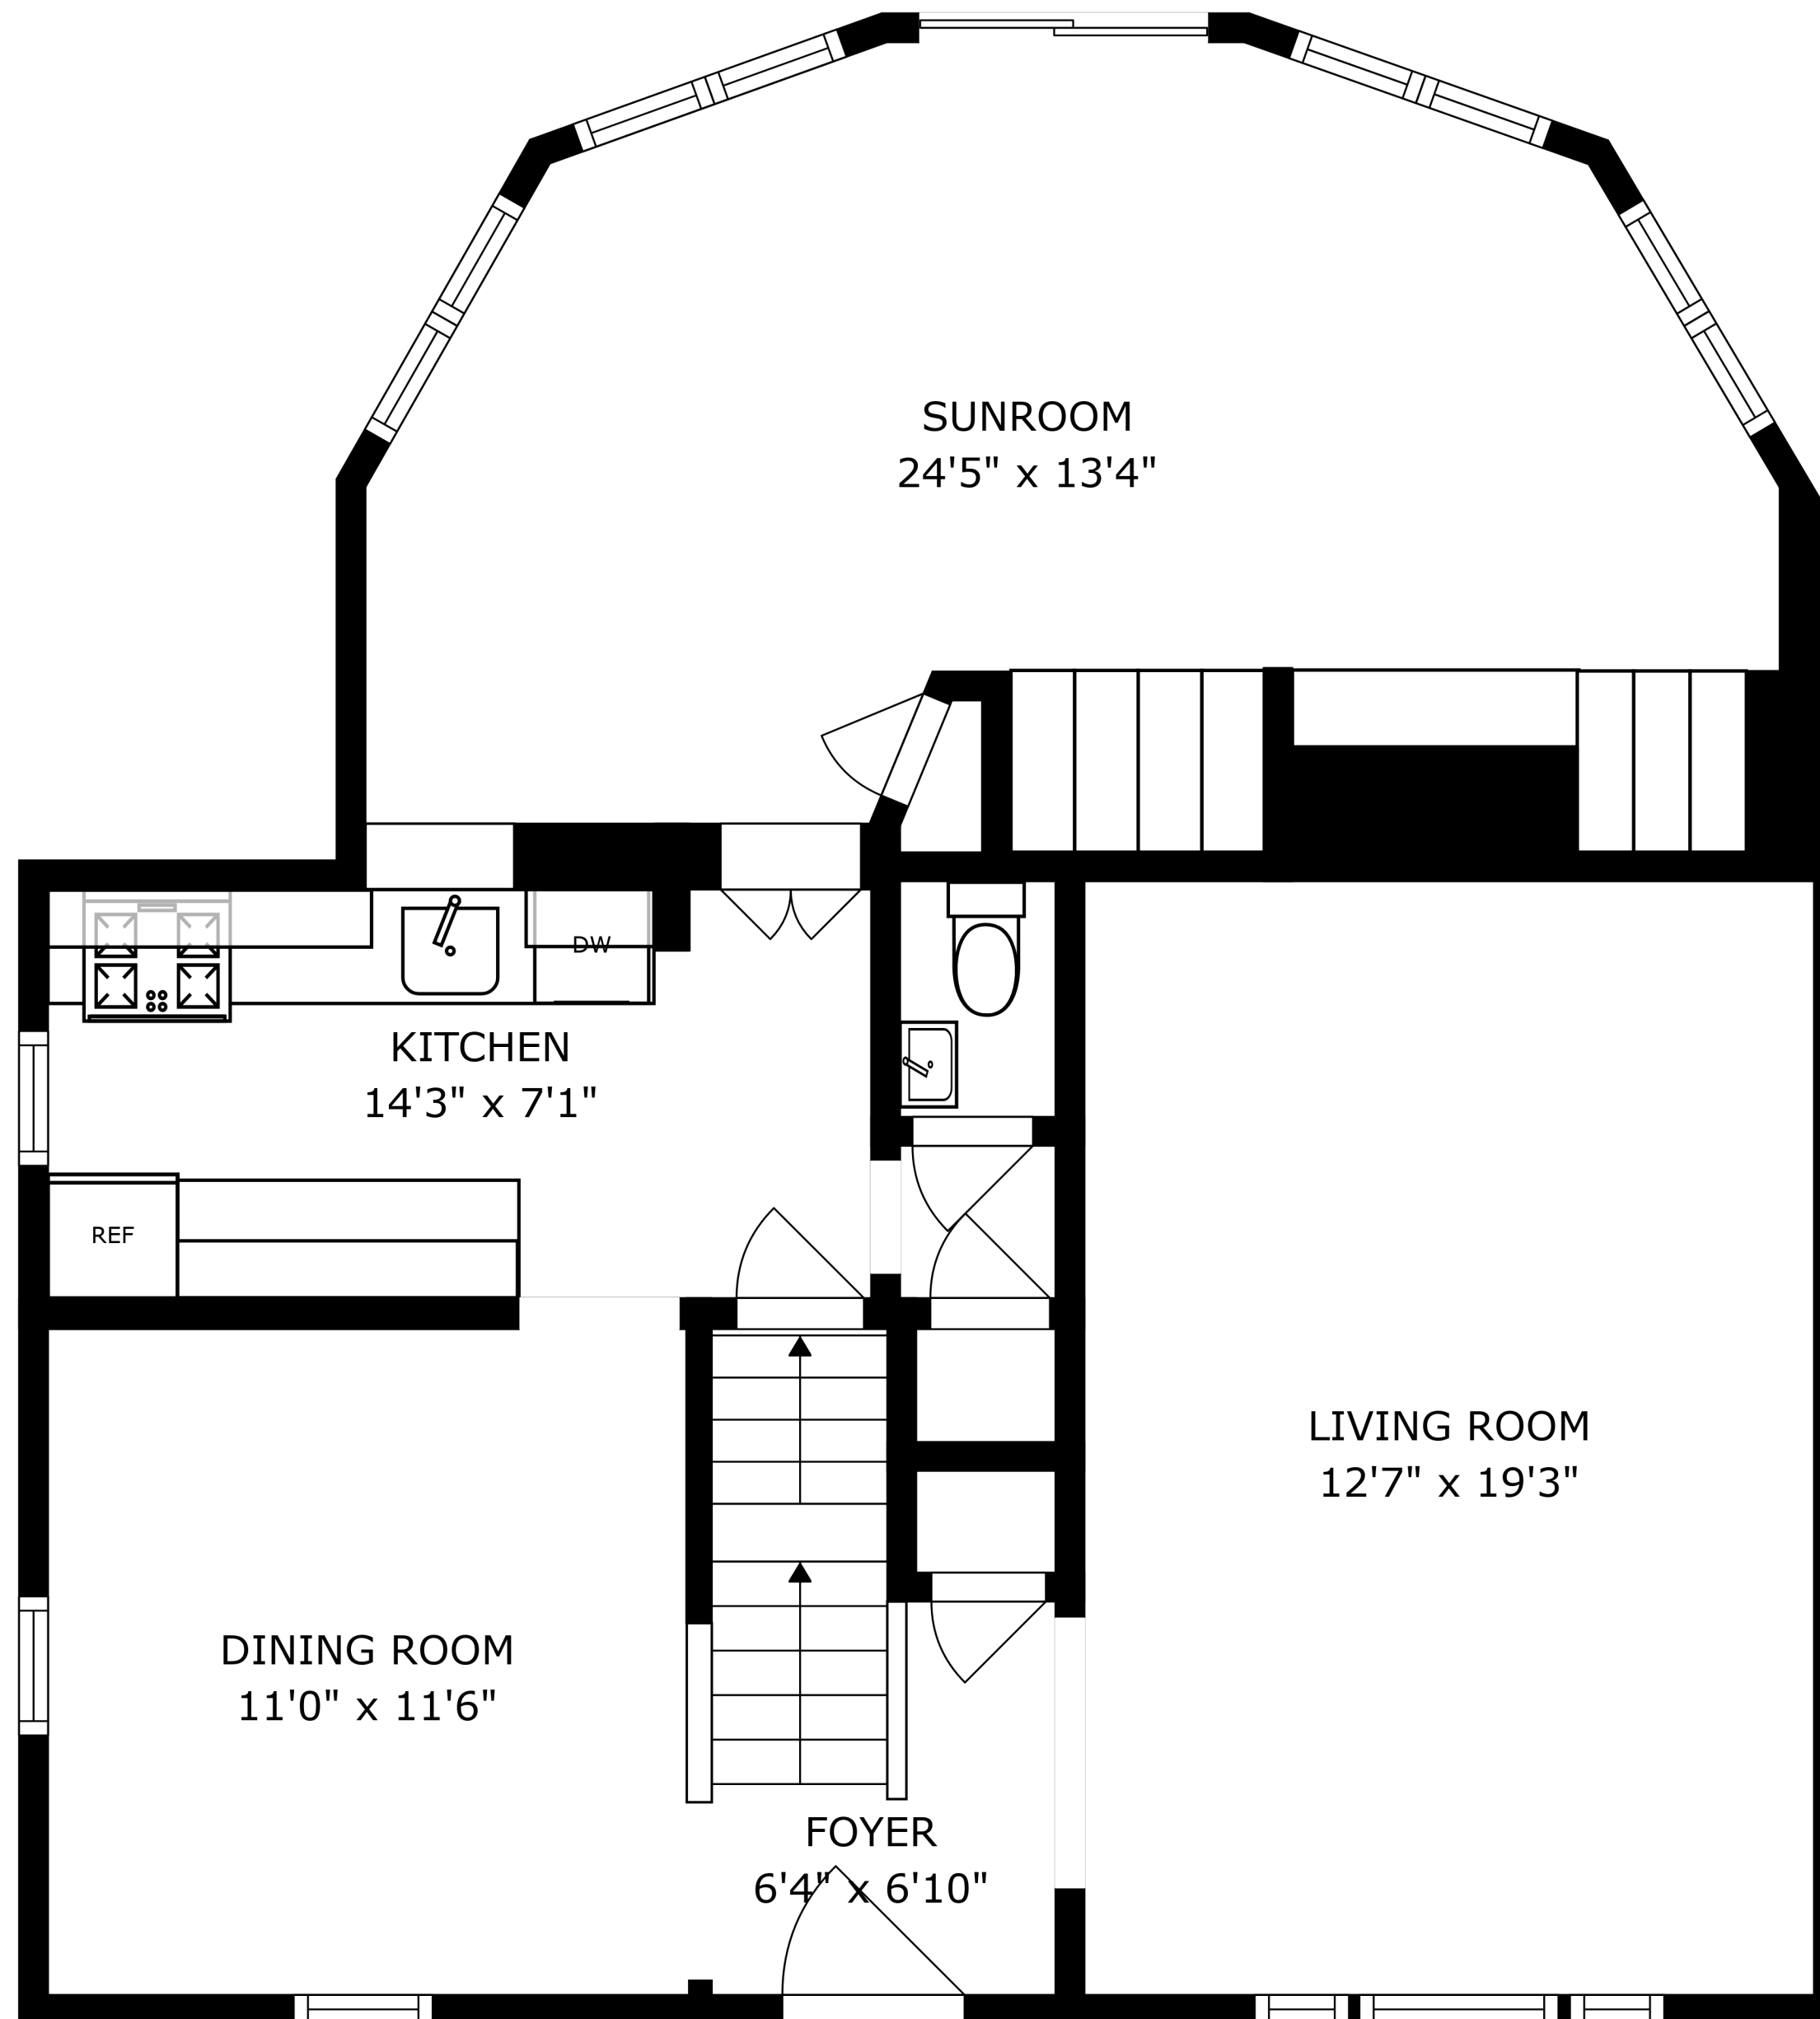 SUNROOM
24'5" x 13'4"
DW
KITCHEN
14'3" x 7'1"
REF
LIVING ROOM
12'7" x 19'3"
DINING ROOM
11'0" x 11'6"
FOYER
6'4" x 6'10"